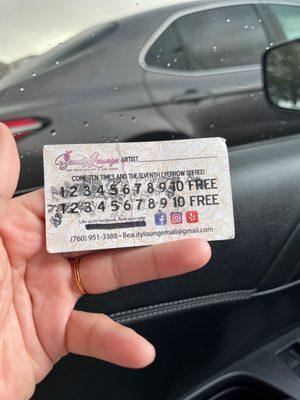 Beauty Lounge ARTIST
COME TEN TIMES AND THE ELEVENTH EYEBROW IS FREE!
1 2 3 4 5 6 7 8 9 10 FREE
1 2 3 4 5 6 7 8 9 10 FREE
Like us on facebook,
(760) 951-3388 • Beautyloungemall@gmail.com